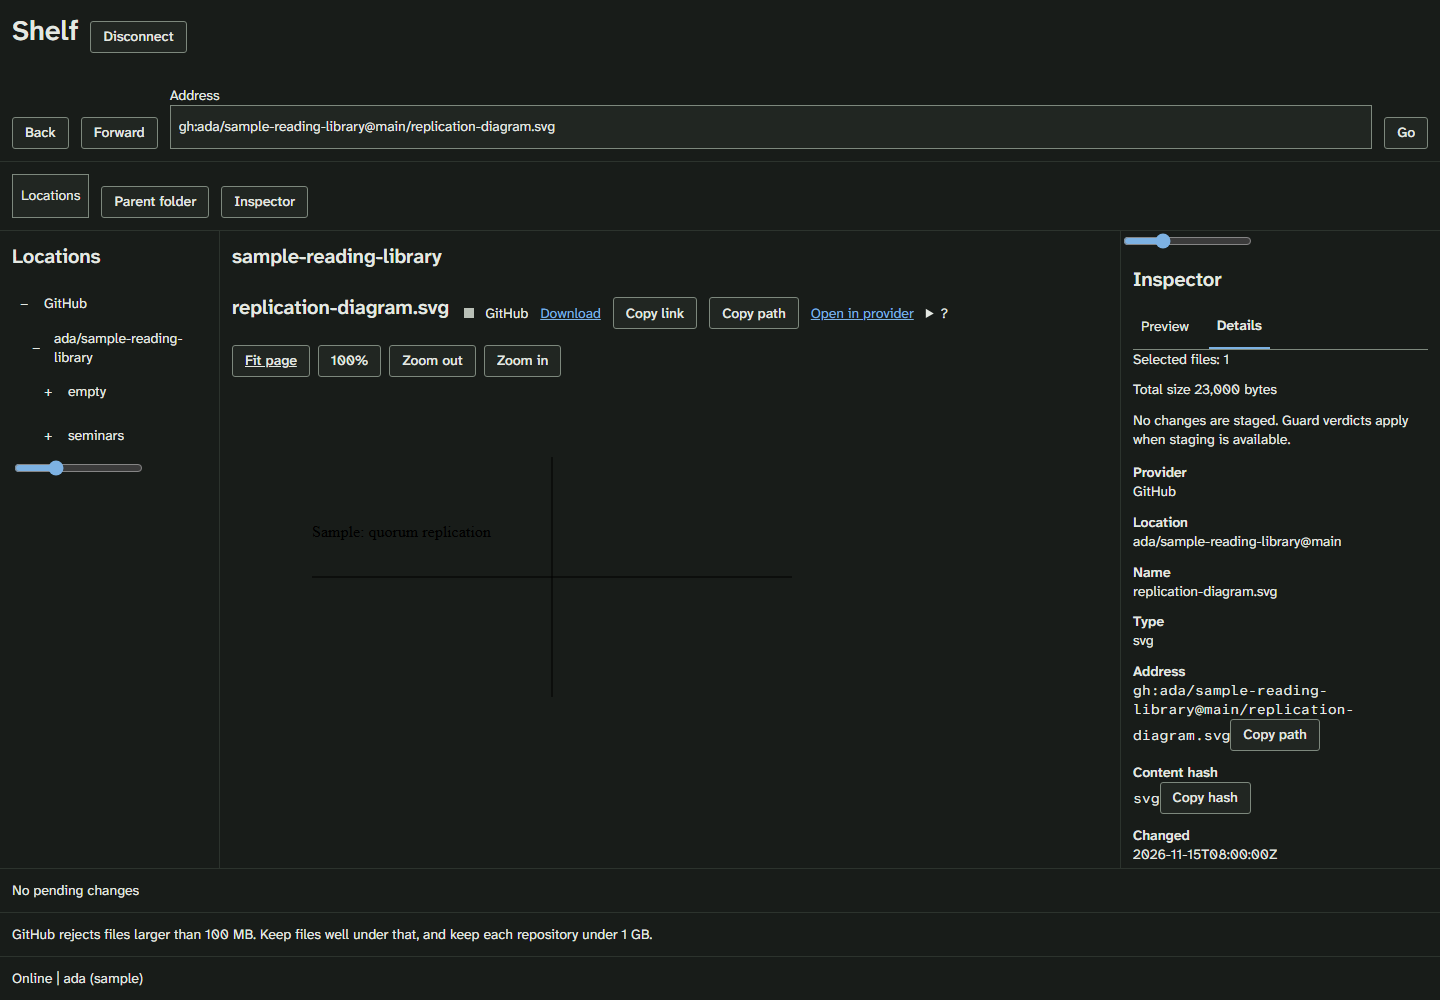 Shelf
Disconnect
Address
Back
Forward
gh:ada/sample-reading-library@main/replication-diagram.svg
Go
Locations
Parent folder
Inspector
Locations
– GitHub
– ada/sample-reading-
library
+ empty
+ seminars
sample-reading-library
replication-diagram.svg
GitHub
Download
Copy link
Copy path
Open in provider
?
Fit page
100%
Zoom out
Zoom in
Sample: quorum replication
Inspector
Preview
Details
Selected files: 1
Total size 23,000 bytes
No changes are staged. Guard verdicts apply
when staging is available.
Provider
GitHub
Location
ada/sample-reading-library@main
Name
replication-diagram.svg
Type
svg
Address
gh:ada/sample-reading-
library@main/replication-
diagram.svg
Copy path
Content hash
svg
Copy hash
Changed
2026-11-15T08:00:00Z
No pending changes
GitHub rejects files larger than 100 MB. Keep files well under that, and keep each repository under 1 GB.
Online | ada (sample)